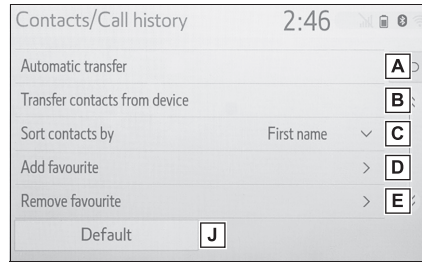 Contacts/Call history 2:46
Automatic transfer A
Transfer contacts from device B
Sort contacts by First name C
Add favourite D
Remove favourite E
Default J